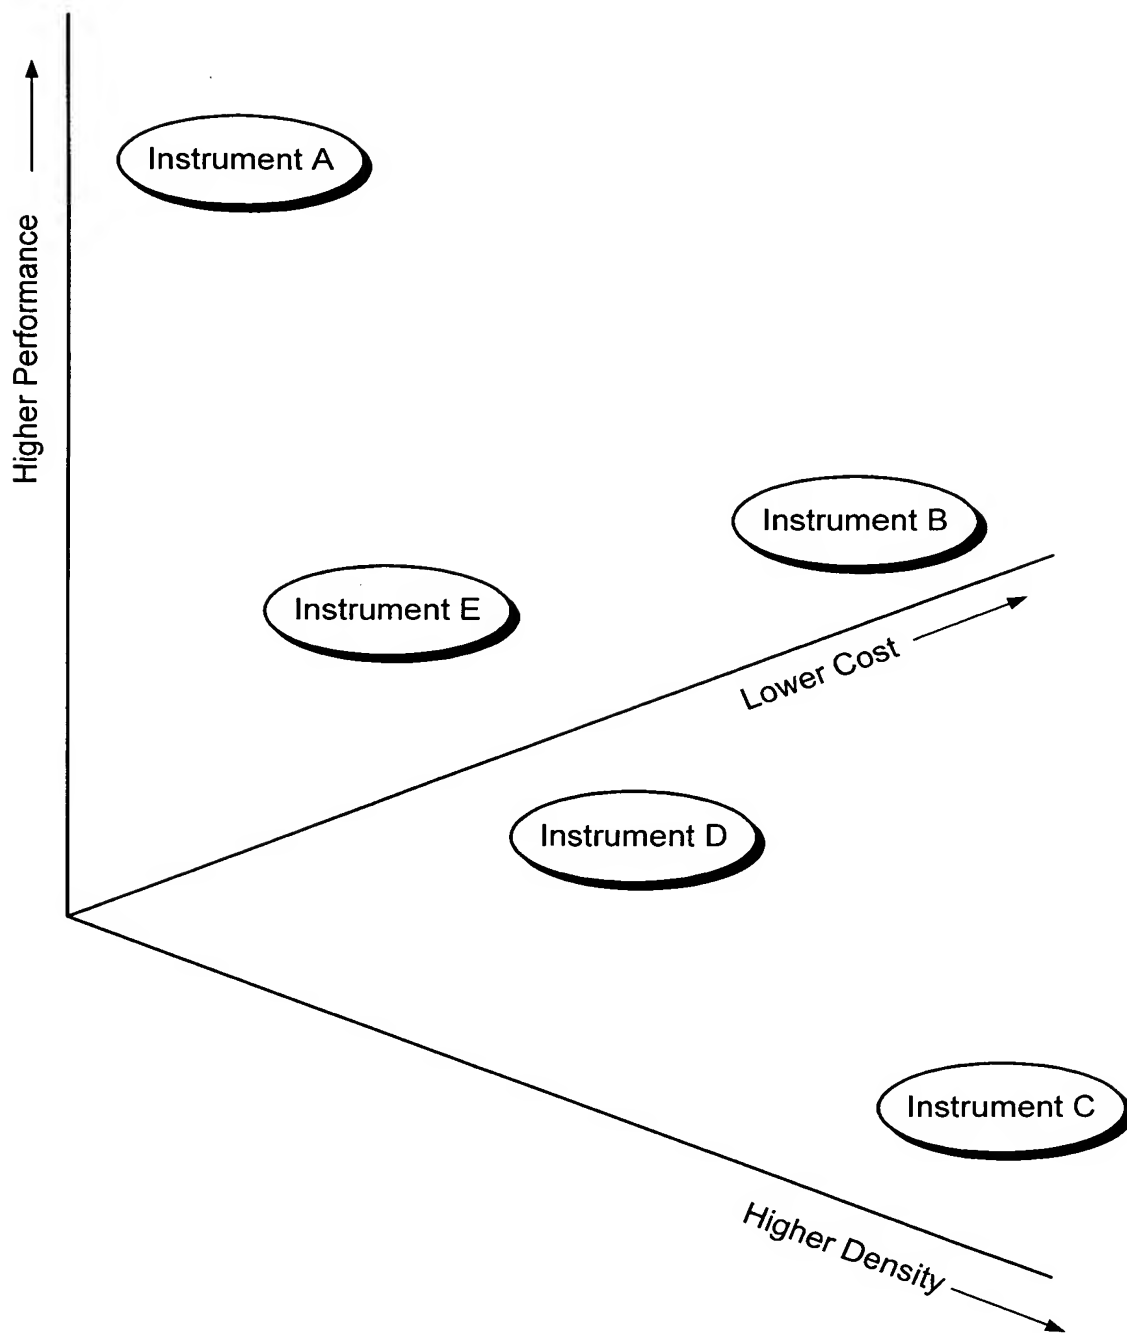 Higher Performance
Instrument A
Instrument B
Instrument E
Lower Cost
Instrument D
Instrument C
Higher Density